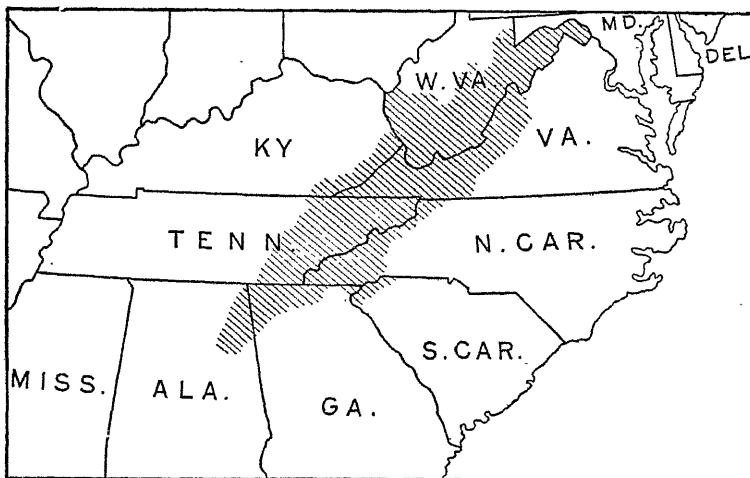 MD.
DEL
W.VA.
KY
VA.
TENN.
N.CAR.
S.CAR.
MISS.
ALA.
GA.